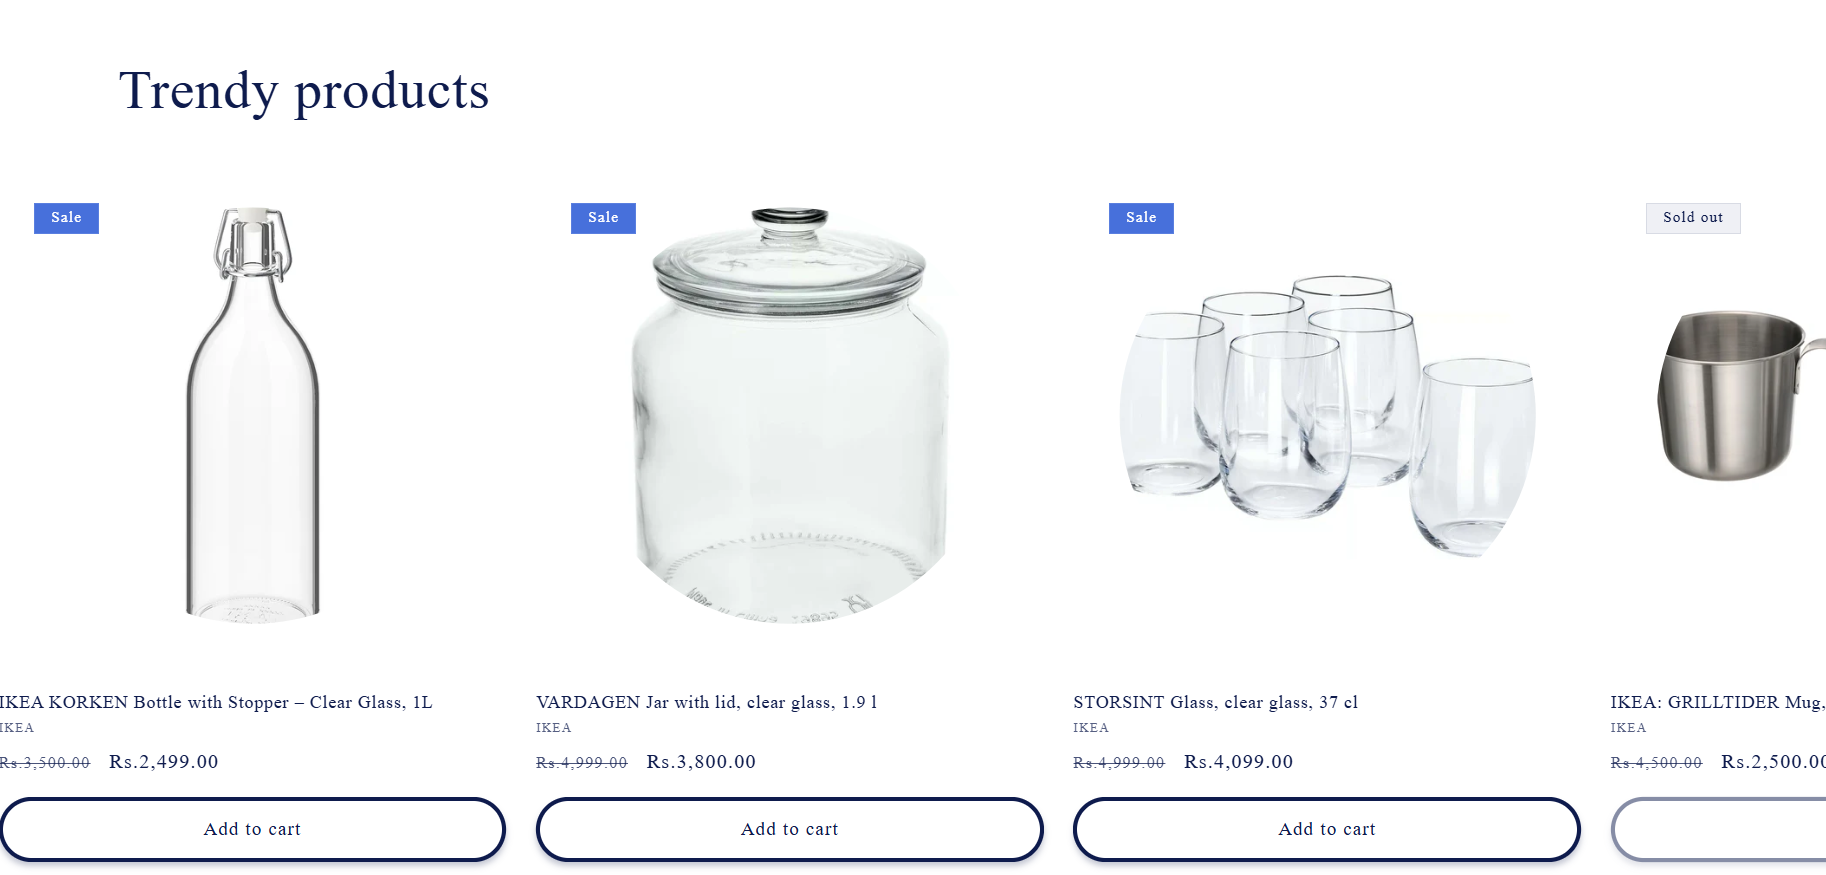 Trendy products
Sale
Sale
Sale
Sold out
IKEA KORKEN Bottle with Stopper – Clear Glass, 1L
IKEA
Rs.3,500.00 Rs.2,499.00
Add to cart
VARDAGEN Jar with lid, clear glass, 1.9 l
IKEA
Rs.4,999.00 Rs.3,800.00
Add to cart
STORSINT Glass, clear glass, 37 cl
IKEA
Rs.4,999.00 Rs.4,099.00
Add to cart
IKEA: GRILLTIDER Mug,
IKEA
Rs.4,500.00 Rs.2,500.00